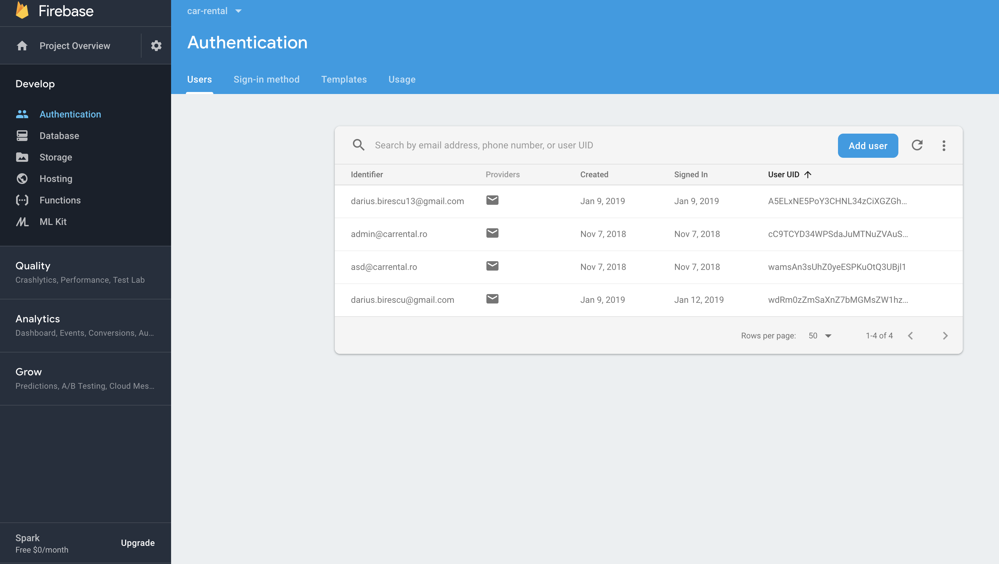 Firebase
Project Overview
Develop
Authentication
Database
Storage
Hosting
Functions
ML Kit
Quality
Crashlytics, Performance, Test Lab
Analytics
Dashboard, Events, Conversions, Au...
Grow
Predictions, A/B Testing, Cloud Mes...
Spark
Free $0/month
Upgrade
car-rental
Authentication
Users Sign-in method Templates Usage
Search by email address, phone number, or user UID Add user
Identifier Providers Created Signed In User UID
darius.birescu13@gmail.com Jan 9, 2019 Jan 9, 2019 A5ELxNE5PoY3CHNL34zCiXGZGh...
admin@carrental.ro Nov 7, 2018 Nov 7, 2018 cC9TCYD34WPSdaJuMTNuZVAuS...
asd@carrental.ro Nov 7, 2018 Nov 7, 2018 wamsAn3sUhZ0yeESPKuOtQ3UBjl1
darius.birescu@gmail.com Jan 9, 2019 Jan 12, 2019 wdRm0zZmSaXnZ7bMGMsZW1hz...
Rows per page: 50 1-4 of 4